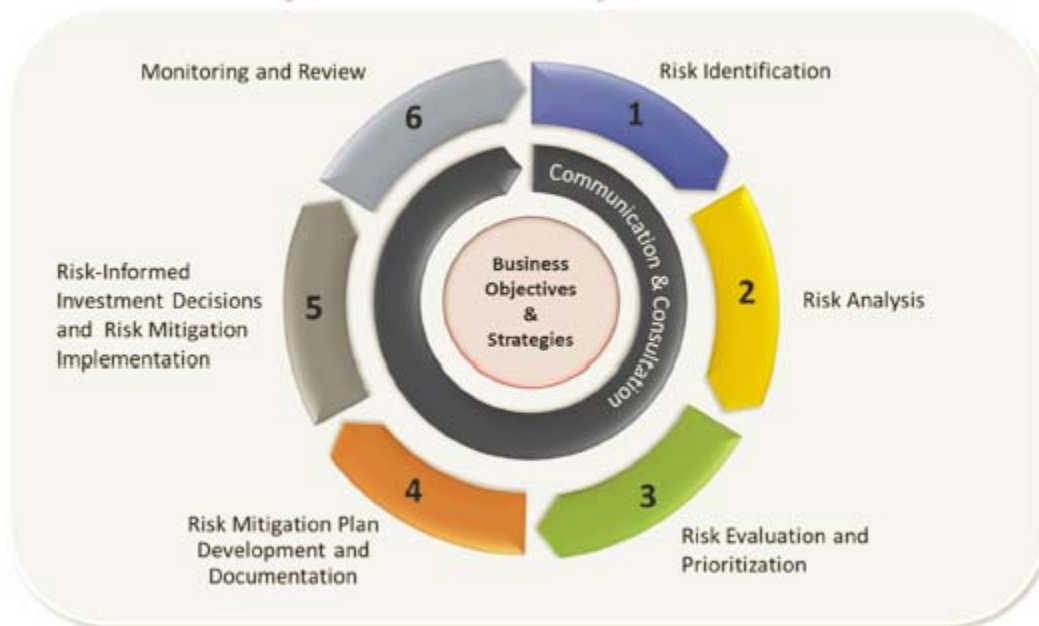 1
Risk Identification
2
Risk Analysis
3
Risk Evaluation and
Prioritization
4
Risk Mitigation Plan
Development and
Documentation
5
Risk-Informed
Investment Decisions
and Risk Mitigation
Implementation
6
Monitoring and Review
Communication & Consultation
Business
Objectives
&
Strategies